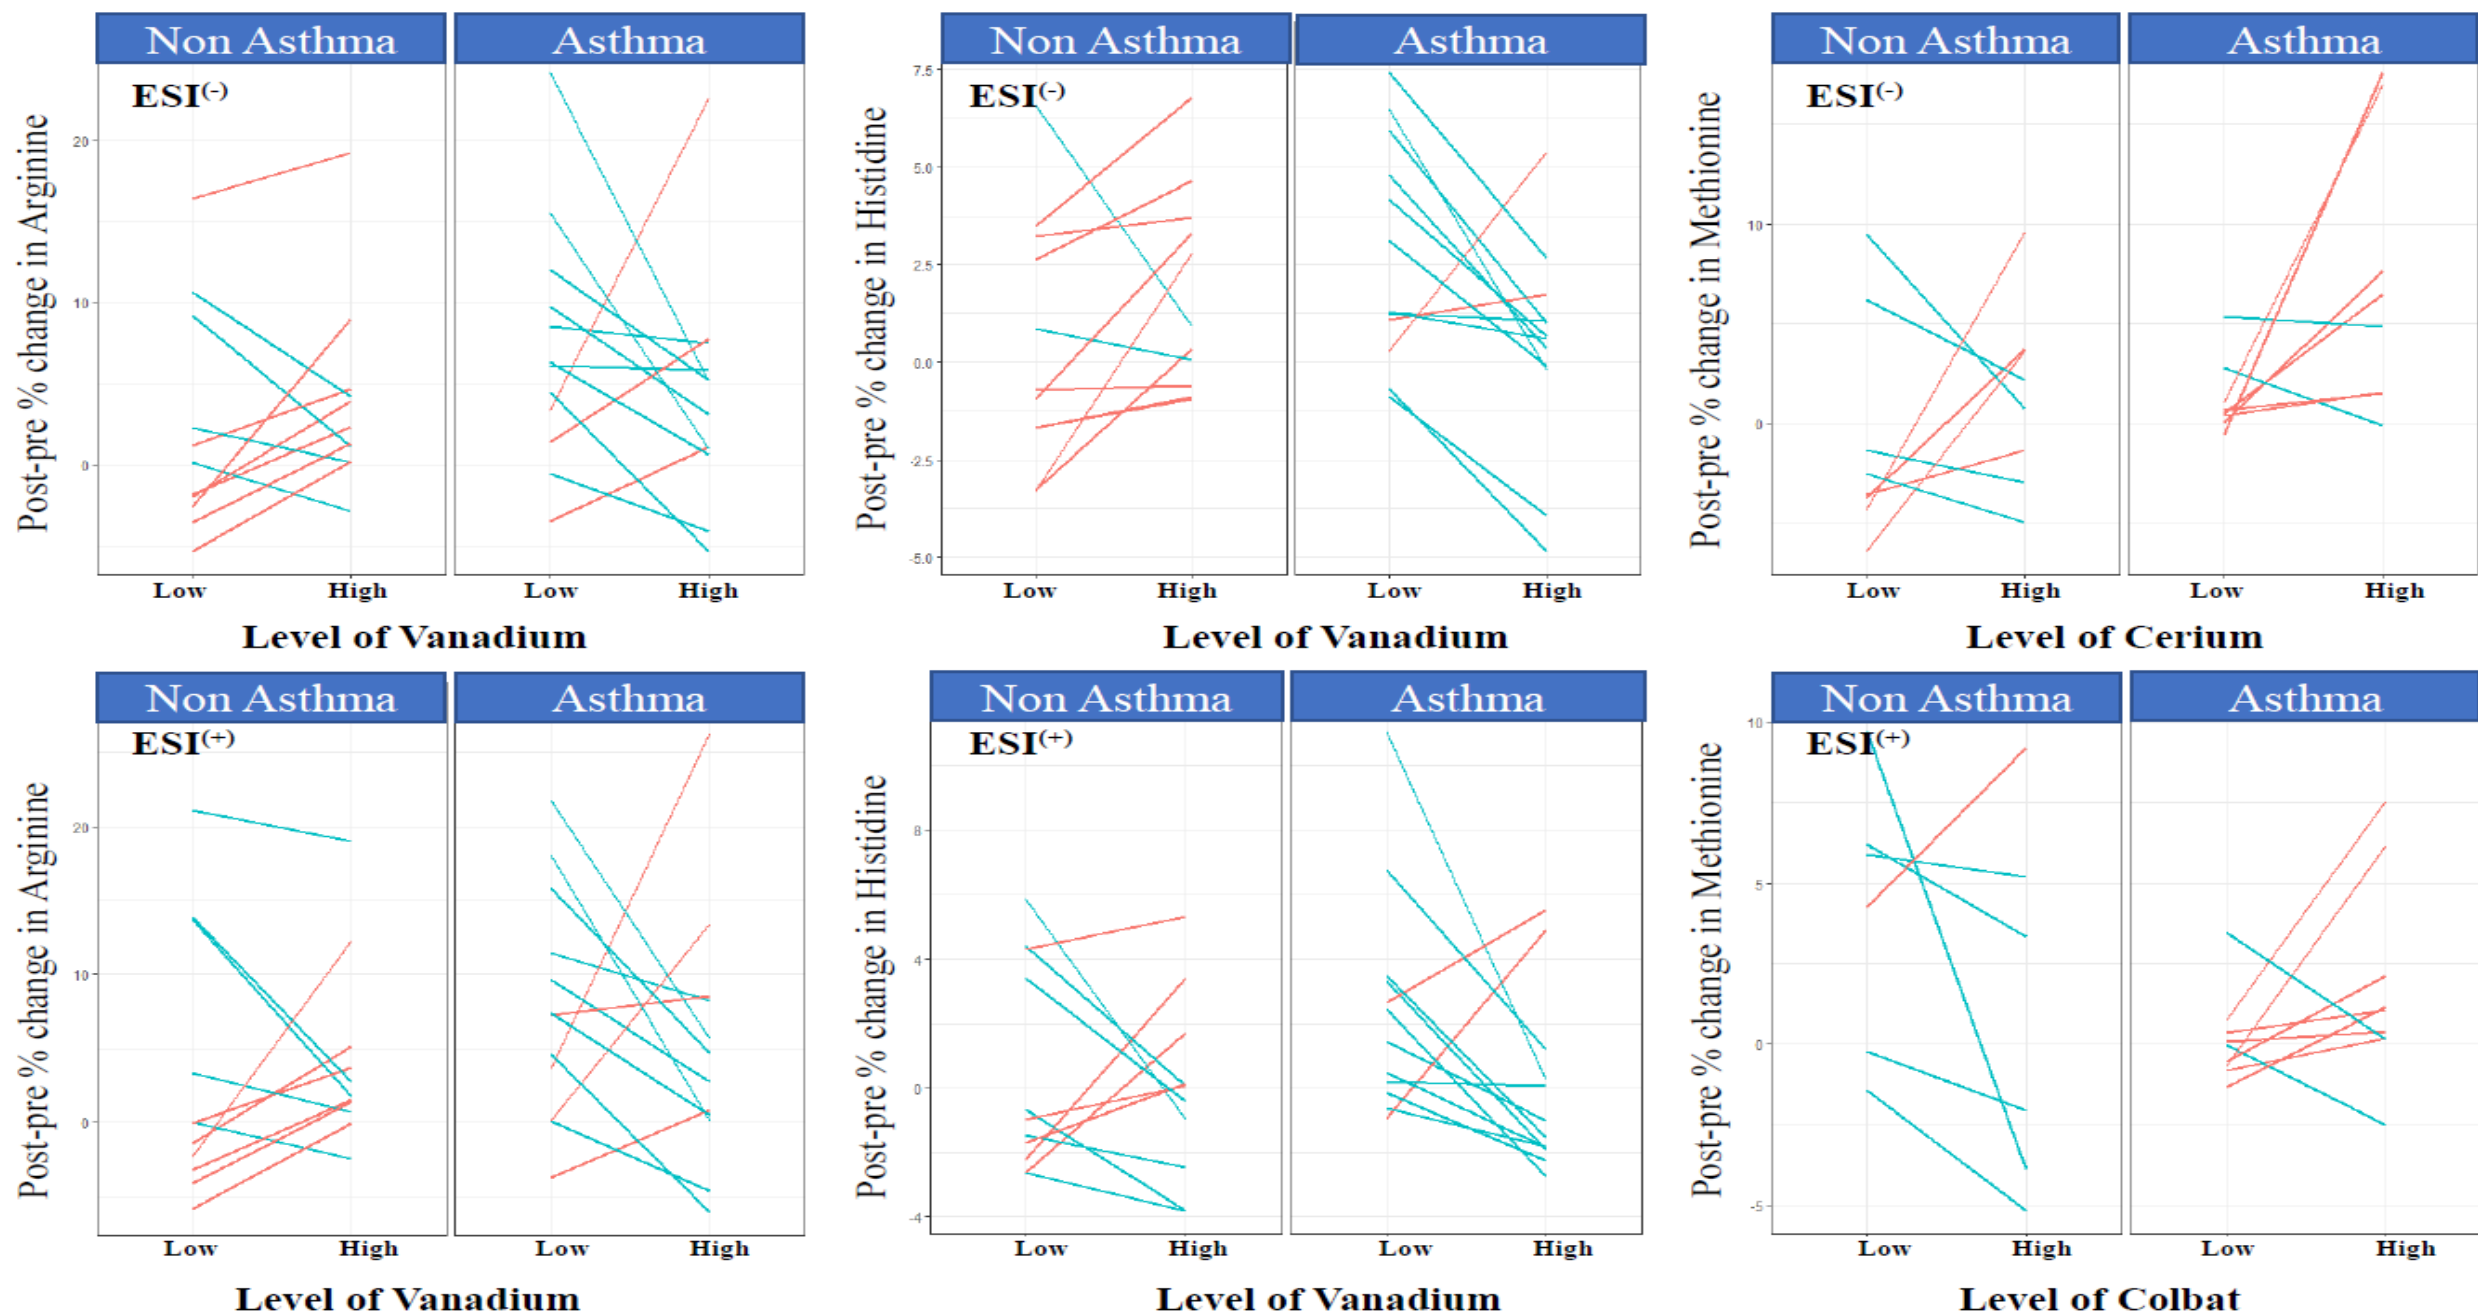 Non Asthma
Asthma
ESI(-)
Post-pre % change in Arginine
20
10
0
Low
High
Low
High
Level of Vanadium
Non Asthma
Asthma
ESI(-)
Post-pre % change in Histidine
7.5
5.0
2.5
0.0
-2.5
-5.0
Low
High
Low
High
Level of Vanadium
Non Asthma
Asthma
ESI(-)
Post-pre % change in Methionine
10
0
Low
High
Low
High
Level of Cerium
Non Asthma
Asthma
ESI(+)
Post-pre % change in Arginine
20
10
0
Low
High
Low
High
Level of Vanadium
Non Asthma
Asthma
ESI(+)
Post-pre % change in Histidine
8
4
0
-4
Low
High
Low
High
Level of Vanadium
Non Asthma
Asthma
ESI(+)
Post-pre % change in Methionine
10
5
0
-5
Low
High
Low
High
Level of Colbat